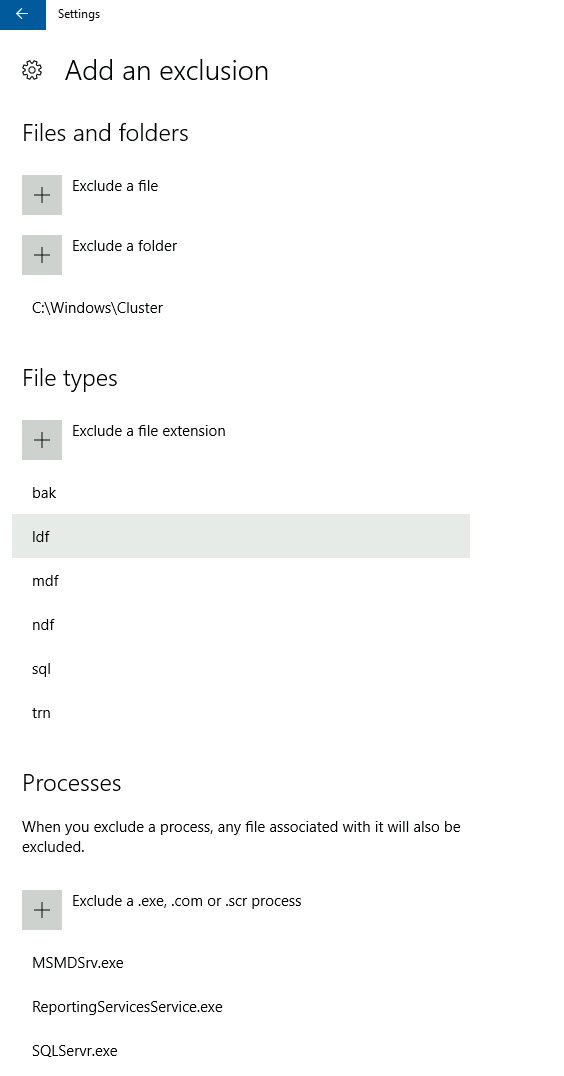 Settings
Add an exclusion
Files and folders
Exclude a file
Exclude a folder
C:\Windows\Cluster
File types
Exclude a file extension
bak
ldf
mdf
ndf
sql
trn
Processes
When you exclude a process, any file associated with it will also be
excluded.
Exclude a .exe, .com or .scr process
MSMDSrv.exe
ReportingServicesService.exe
SQLServr.exe